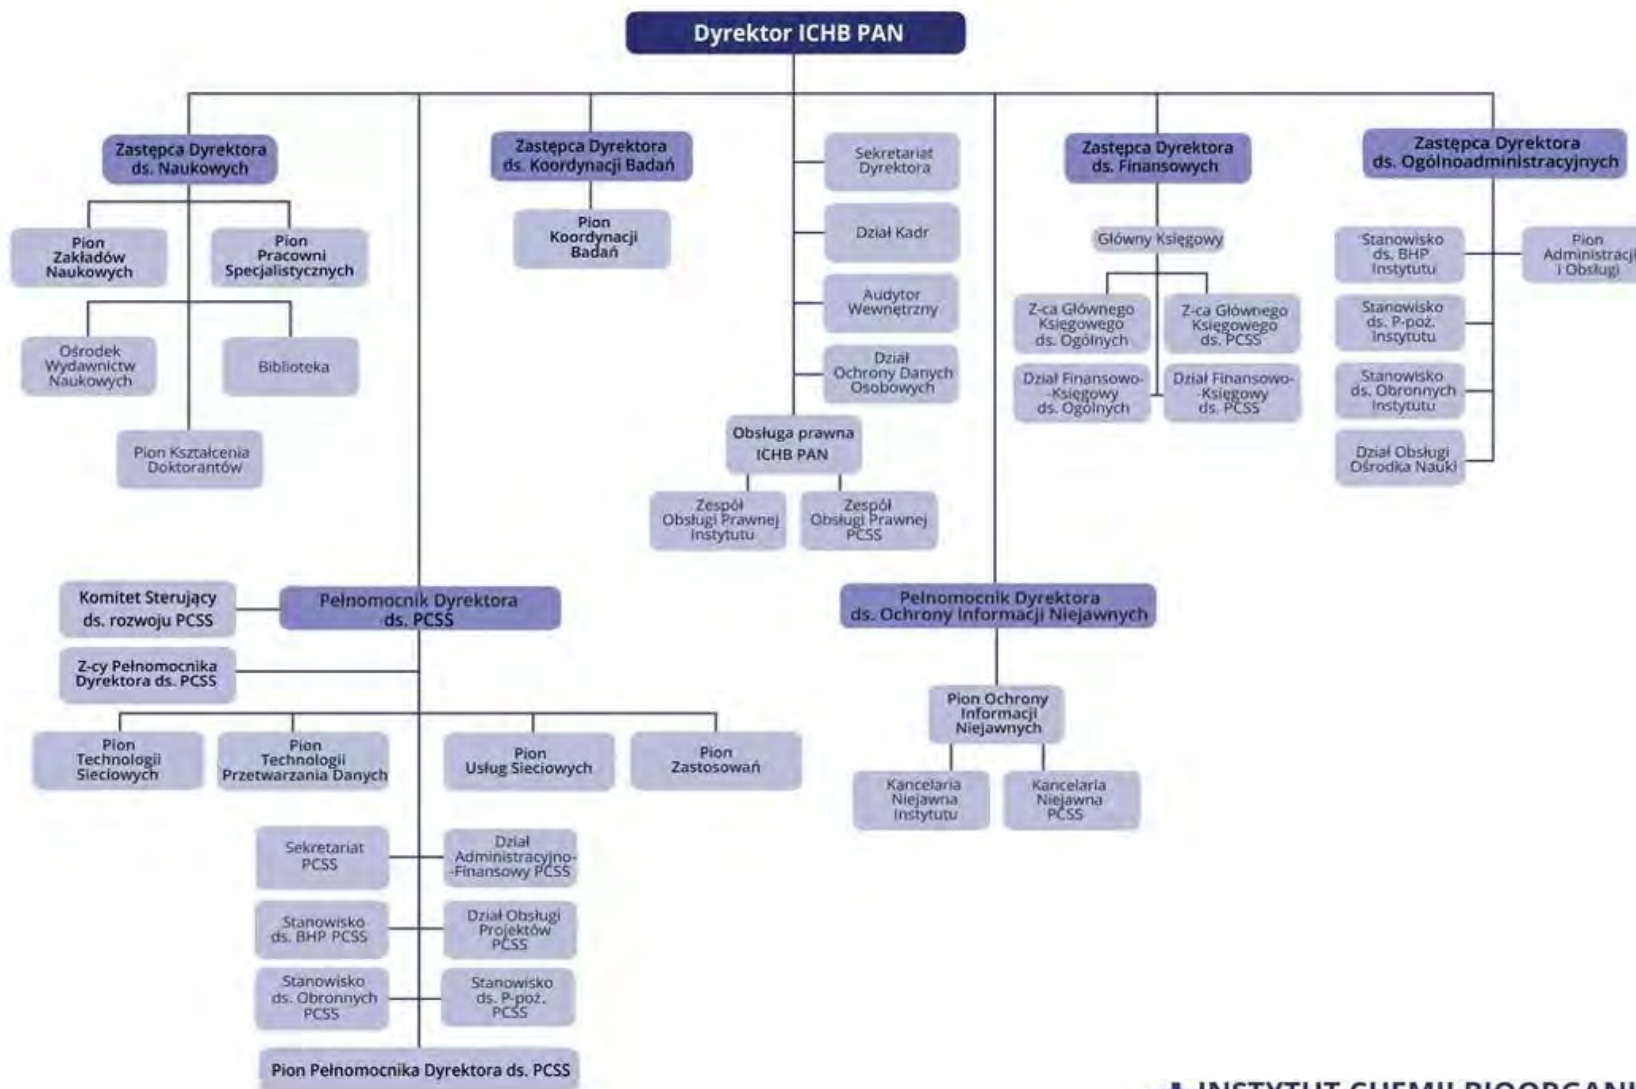 Dyrektor ICHB PAN
Zastępca Dyrektora
ds. Naukowych
Pion
Zakładów
Naukowych
Pion
Pracowni
Specjalistycznych
Ośrodek
Wydawnictw
Naukowych
Biblioteka
Pion Kształcenia
Doktorantów
Zastępca Dyrektora
ds. Koordynacji Badań
Pion
Koordynacji
Badań
Sekretariat
Dyrektora
Dział Kadr
Audytor
Wewnętrzny
Dział
Ochrony Danych
Osobowych
Obsługa prawna
ICHB PAN
Zespół
Obsługi Prawnej
Instytutu
Zespół
Obsługi Prawnej
PCSS
Zastępca Dyrektora
ds. Finansowych
Główny Księgowy
Z-ca Głównego
Księgowego
ds. Ogólnych
Z-ca Głównego
Księgowego
ds. PCSS
Dział Finansowo-
-Księgowy
ds. Ogólnych
Dział Finansowo-
-Księgowy
ds. PCSS
Zastępca Dyrektora
ds. Ogólnoadministracyjnych
Stanowisko
ds. BHP
Instytutu
Pion
Administracji
i Obsługi
Stanowisko
ds. P-poż.
Instytutu
Stanowisko
ds. Obronnych
Instytutu
Dział Obsługi
Ośrodka Nauki
Komitet Sterujący
ds. rozwoju PCSS
Pełnomocnik Dyrektora
ds. PCSS
Z-cy Pełnomocnika
Dyrektora ds. PCSS
Pion
Technologii
Sieciowych
Pion
Technologii
Przetwarzania Danych
Pion
Usług Sieciowych
Pion
Zastosowań
Sekretariat
PCSS
Dział
Administracyjno-
-Finansowy PCSS
Stanowisko
ds. BHP PCSS
Dział Obsługi
Projektów
PCSS
Stanowisko
ds. Obronnych
PCSS
Stanowisko
ds. P-poż.
PCSS
Pion Pełnomocnika Dyrektora ds. PCSS
Pełnomocnik Dyrektora
ds. Ochrony Informacji Niejawnych
Pion Ochrony
Informacji
Niejawnych
Kancelaria
Niejawna
Instytutu
Kancelaria
Niejawna
PCSS
INSTYTUT CHEMII